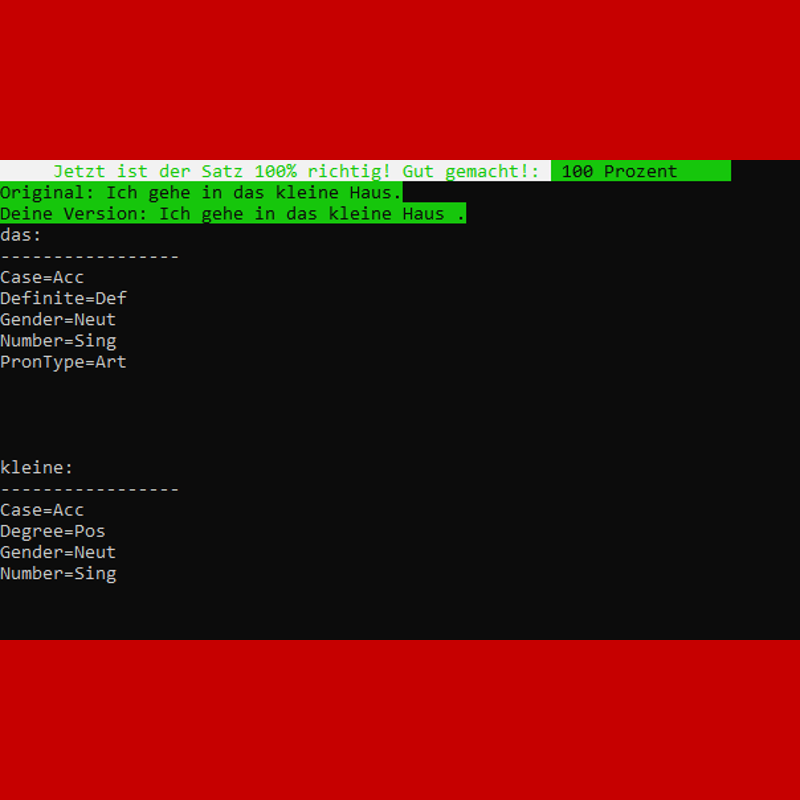 Jetzt ist der Satz 100% richtig! Gut gemacht!: 100 Prozent
Original: Ich gehe in das kleine Haus.
Deine Version: Ich gehe in das kleine Haus .
das:
-----------------
Case=Acc
Definite=Def
Gender=Neut
Number=Sing
PronType=Art
kleine:
-----------------
Case=Acc
Degree=Pos
Gender=Neut
Number=Sing